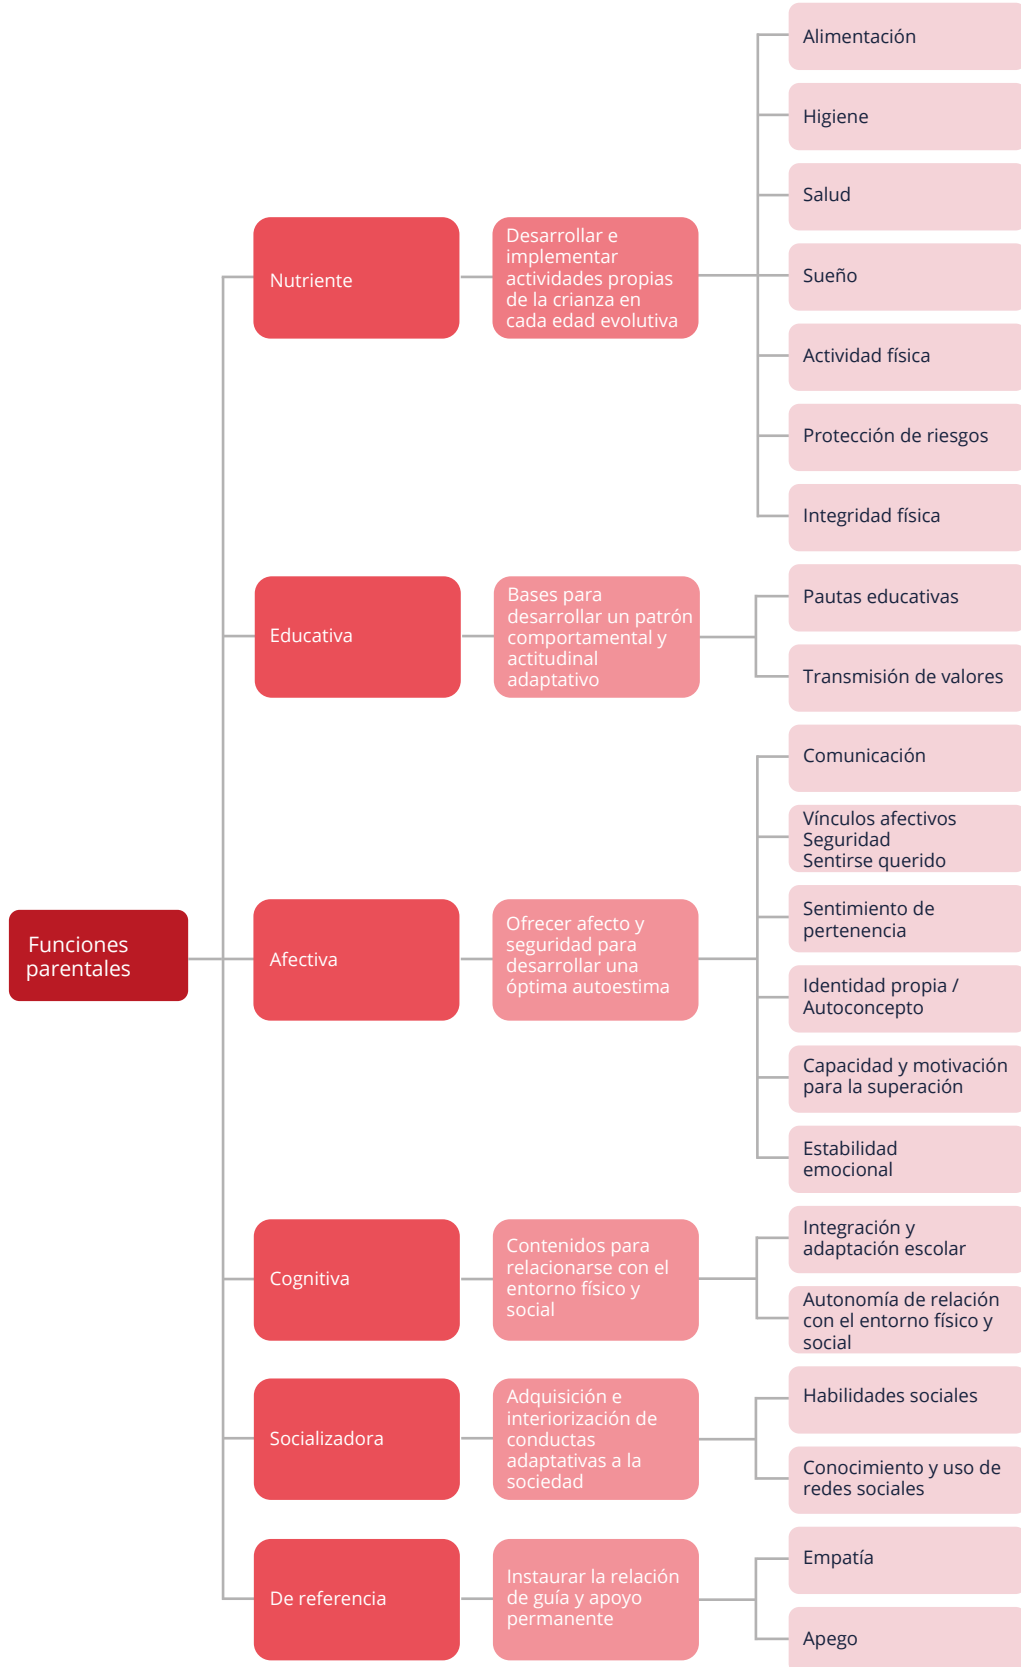 Funciones
parentales
Nutriente
Desarrollar e
implementar
actividades propias
de la crianza en
cada edad evolutiva
Alimentación
Higiene
Salud
Sueño
Actividad física
Protección de riesgos
Integridad física
Educativa
Bases para
desarrollar un patrón
comportamental y
actitudinal
adaptativo
Pautas educativas
Transmisión de valores
Afectiva
Ofrecer afecto y
seguridad para
desarrollar una
óptima autoestima
Comunicación
Vínculos afectivos
Seguridad
Sentirse querido
Sentimiento de
pertenencia
Identidad propia /
Autoconcepto
Capacidad y motivación
para la superación
Estabilidad
emocional
Cognitiva
Contenidos para
relacionarse con el
entorno físico y
social
Integración y
adaptación escolar
Autonomía de relación
con el entorno físico y
social
Socializadora
Adquisición e
interiorización de
conductas
adaptativas a la
sociedad
Habilidades sociales
Conocimiento y uso de
redes sociales
De referencia
Instaurar la relación
de guía y apoyo
permanente
Empatía
Apego